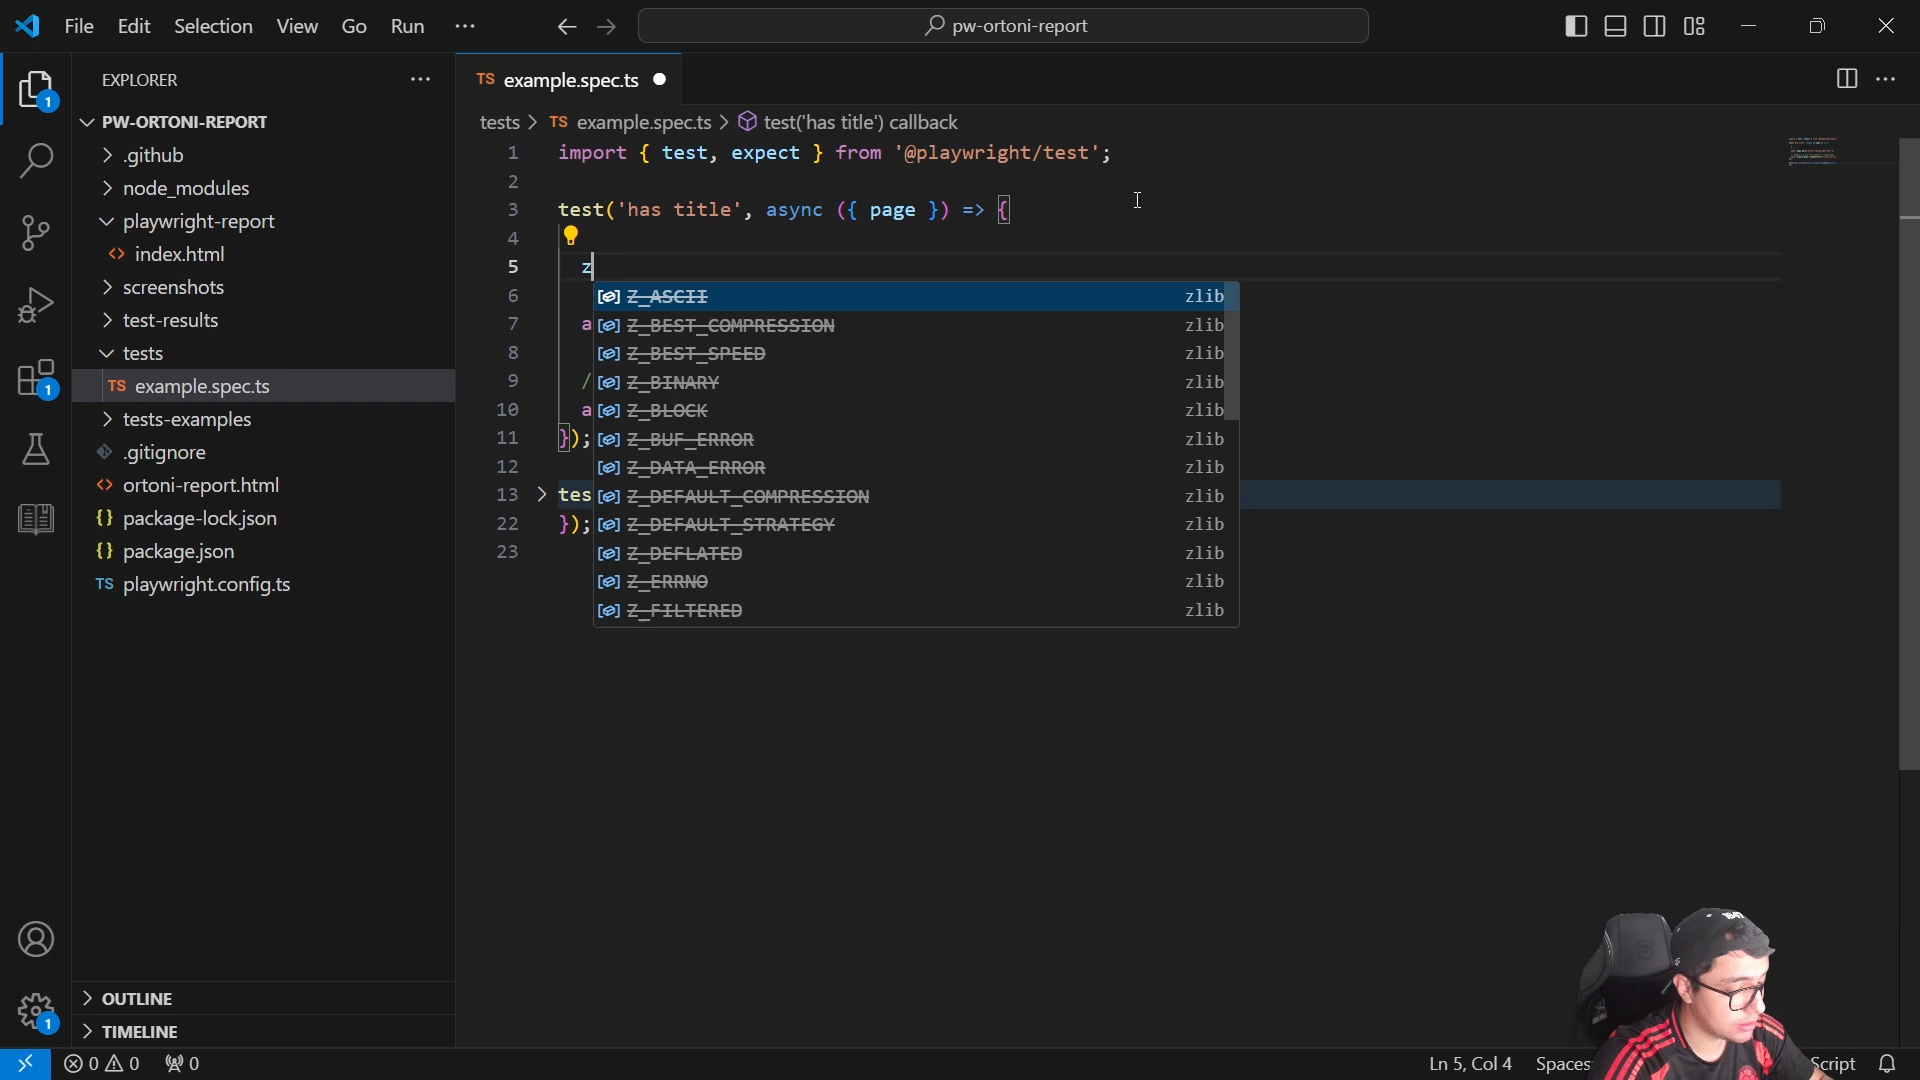 File Edit Selection View Go Run ··· pw-ortoni-report
EXPLORER ···
PW-ORTONI-REPORT
.github
node_modules
playwright-report
<> index.html
screenshots
test-results
tests
TS example.spec.ts
tests-examples
.gitignore
<> ortoni-report.html
{} package-lock.json
{} package.json
TS playwright.config.ts
OUTLINE
TIMELINE
1
1
1
TS example.spec.ts ●
tests > TS example.spec.ts > test('has title') callback
1 import { test, expect } from '@playwright/test';
2
3 test('has title', async ({ page }) => {
4
5 z
6
7 a
8
9 /
10 a
11 });
12
13 > tes
22 });
23
Z_ASCII zlib
Z_BEST_COMPRESSION zlib
Z_BEST_SPEED zlib
Z_BINARY zlib
Z_BLOCK zlib
Z_BUF_ERROR zlib
Z_DATA_ERROR zlib
Z_DEFAULT_COMPRESSION zlib
Z_DEFAULT_STRATEGY zlib
Z_DEFLATED zlib
Z_ERRNO zlib
Z_FILTERED zlib
0 0 0 Ln 5, Col 4 Spaces Script